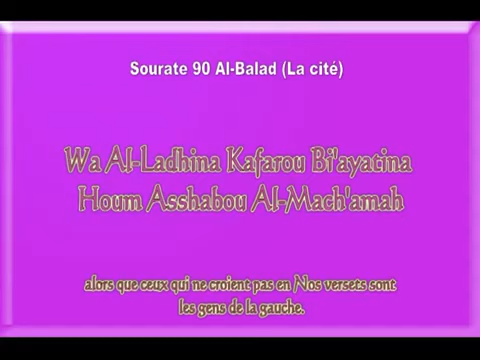 Sourate 90 Al-Balad (La cité)
Wa Al-Ladhina Kafarou Bi'ayatina
Houm Asshabou Al-Mach'amah
alors que ceux qui ne croient pas en Nos versets sont
les gens de la gauche.